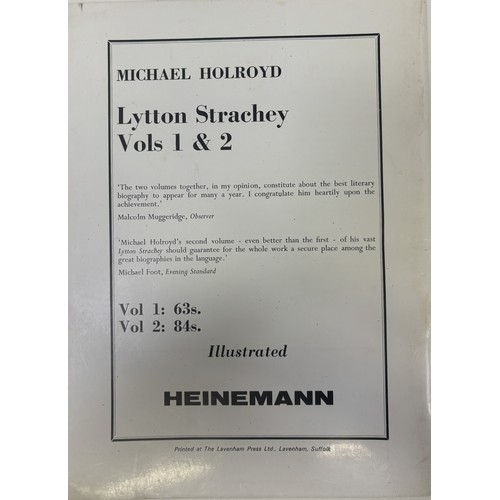 MICHAEL HOLROYD
Lytton Strachey
Vols 1 & 2
'The two volumes together, in my opinion, constitute about the best literary
biography to appear for many a year. I congratulate him heartily upon the
achievement.'
Malcolm Muggeridge, Observer
'Michael Holroyd's second volume - even better than the first - of his vast
Lytton Strachey should guarantee for the whole work a secure place among the
great biographies in the language.'
Michael Foot, Evening Standard
Vol 1: 63s.
Vol 2: 84s.
Illustrated
HEINEMANN
Printed at The Lavenham Press Ltd., Lavenham, Suffolk